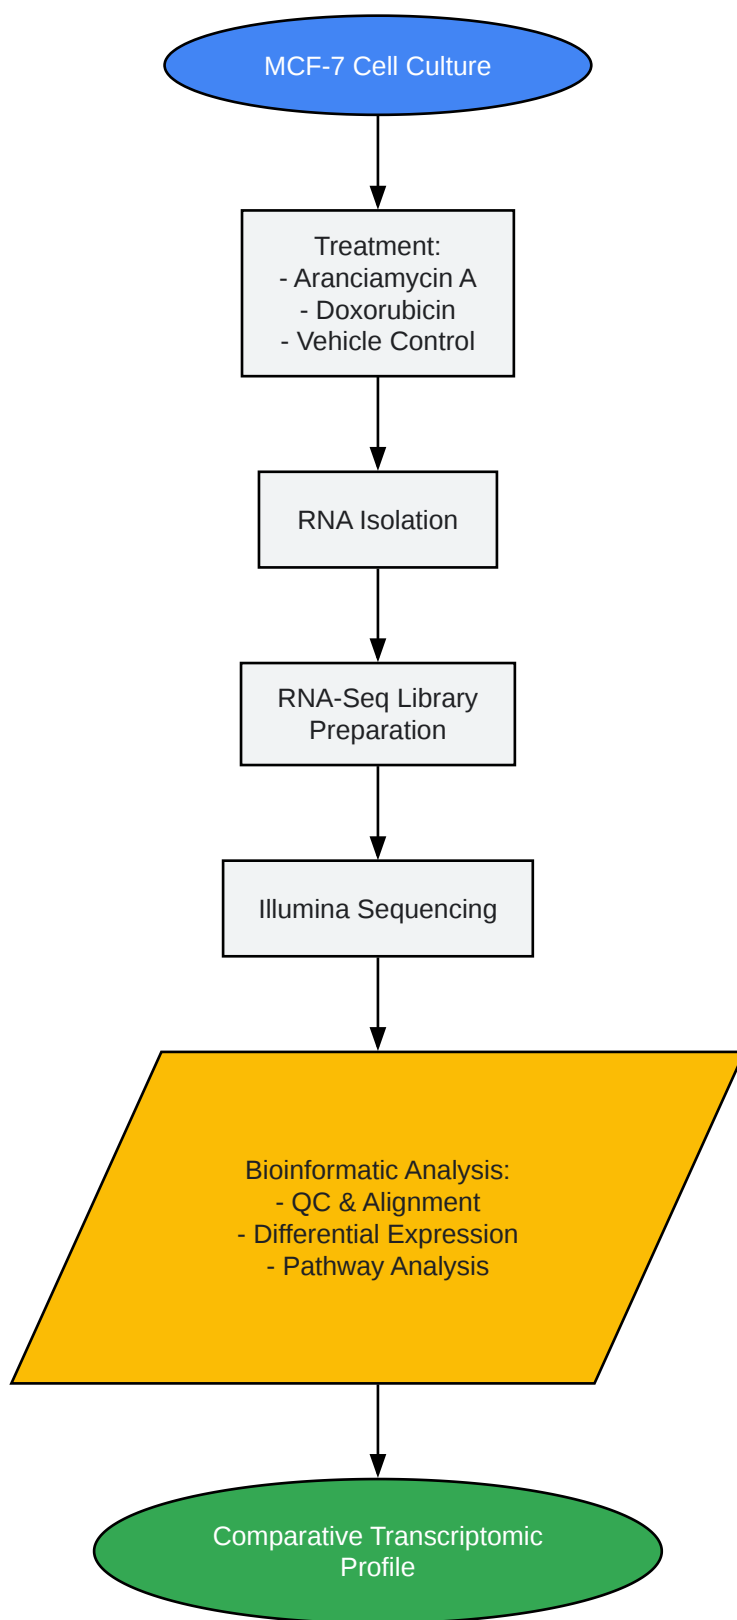 MCF-7 Cell Culture
Treatment:
- Aranciamycin A
- Doxorubicin
- Vehicle Control
RNA Isolation
RNA-Seq Library
Preparation
Illumina Sequencing
Bioinformatic Analysis:
- QC & Alignment
- Differential Expression
- Pathway Analysis
Comparative Transcriptomic
Profile